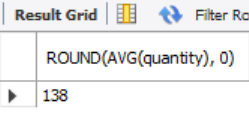 Result Grid Filter Ro
ROUND(AVG(quantity), 0)
138